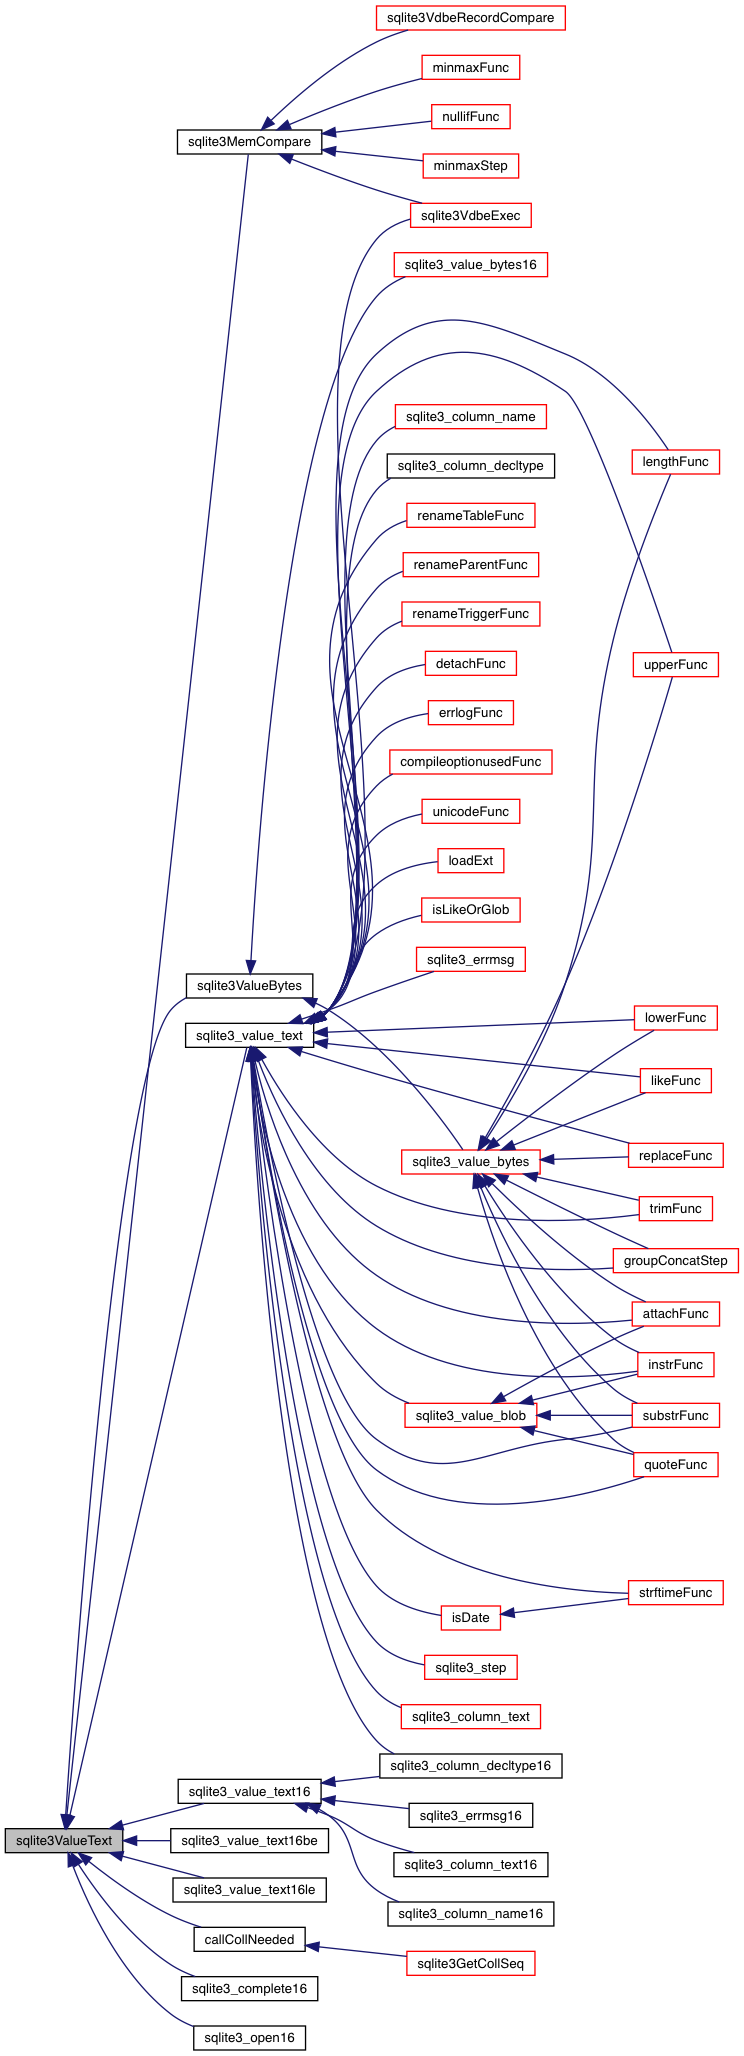 sqlite3VdbeRecordCompare
minmaxFunc
nullifFunc
sqlite3MemCompare
minmaxStep
sqlite3VdbeExec
sqlite3_value_bytes16
sqlite3_column_name
lengthFunc
sqlite3_column_decltype
renameTableFunc
renameParentFunc
renameTriggerFunc
detachFunc
upperFunc
errlogFunc
compileoptionusedFunc
unicodeFunc
loadExt
isLikeOrGlob
sqlite3_errmsg
sqlite3ValueBytes
lowerFunc
sqlite3_value_text
likeFunc
replaceFunc
sqlite3_value_bytes
trimFunc
groupConcatStep
attachFunc
instrFunc
sqlite3_value_blob
substrFunc
quoteFunc
strftimeFunc
isDate
sqlite3_step
sqlite3_column_text
sqlite3_column_decltype16
sqlite3_value_text16
sqlite3_errmsg16
sqlite3ValueText
sqlite3_value_text16be
sqlite3_column_text16
sqlite3_value_text16le
sqlite3_column_name16
callCollNeeded
sqlite3GetCollSeq
sqlite3_complete16
sqlite3_open16